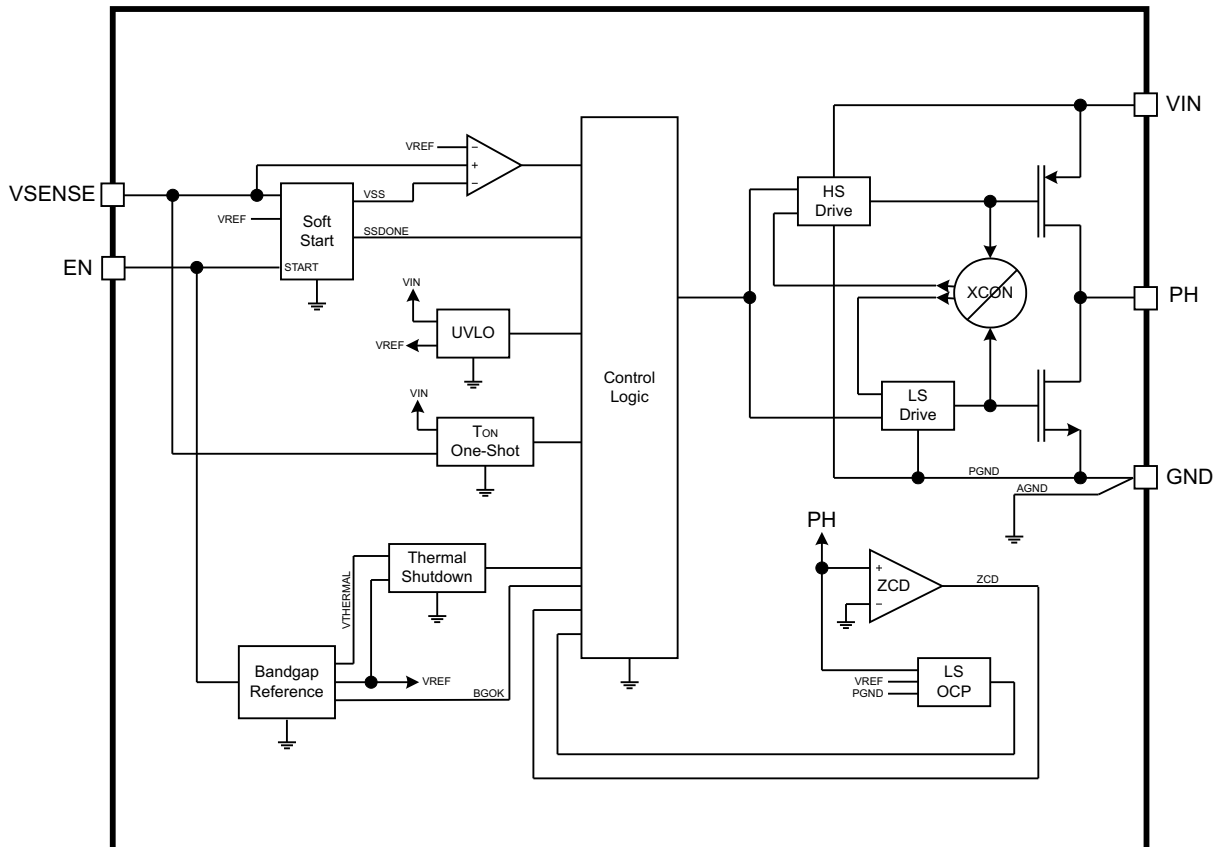 VIN
VREF
VSENSE
VSS
HS
Drive
VREF
Soft
Start
SSDONE
EN
START
VIN
XCON
PH
UVLO
VREF
Control
Logic
VIN
LS
Drive
TON
One-Shot
PGND
GND
AGND
PH
Thermal
Shutdown
ZCD
ZCD
VTHERMAL
Bandgap
Reference
VREF
BGOK
LS
OCP
VREF
PGND
+
−
−
+
−